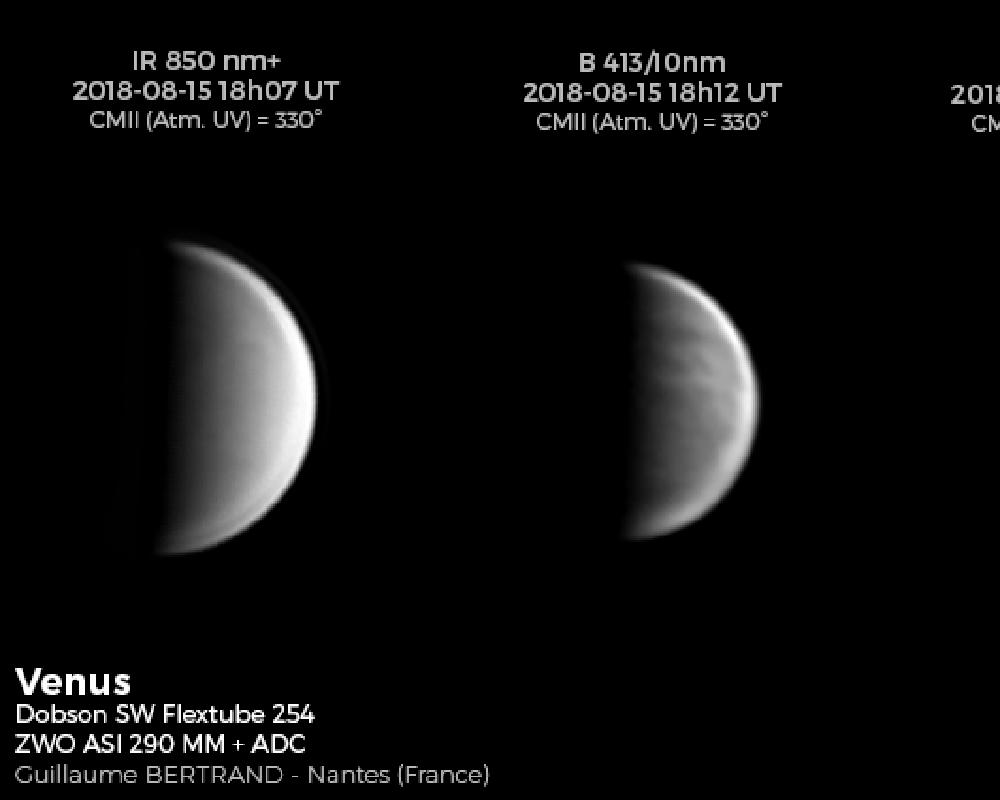 IR 850 nm+
2018-08-15 18h07 UT
CMII (Atm. UV) = 330°
B 413/10nm
2018-08-15 18h12 UT
CMII (Atm. UV) = 330°
Venus
Dobson SW Flextube 254
ZWO ASI 290 MM + ADC
Guillaume BERTRAND - Nantes (France)